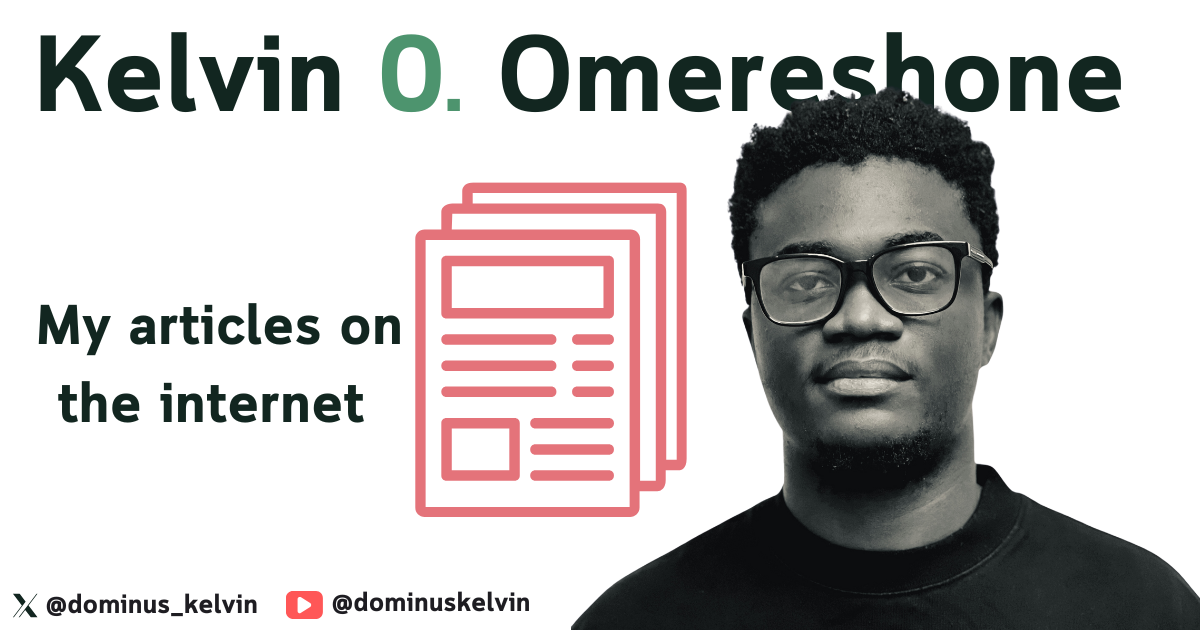 Kelvin O. Omereshone
My articles on
the internet
@dominus_kelvin
@dominuskelvin